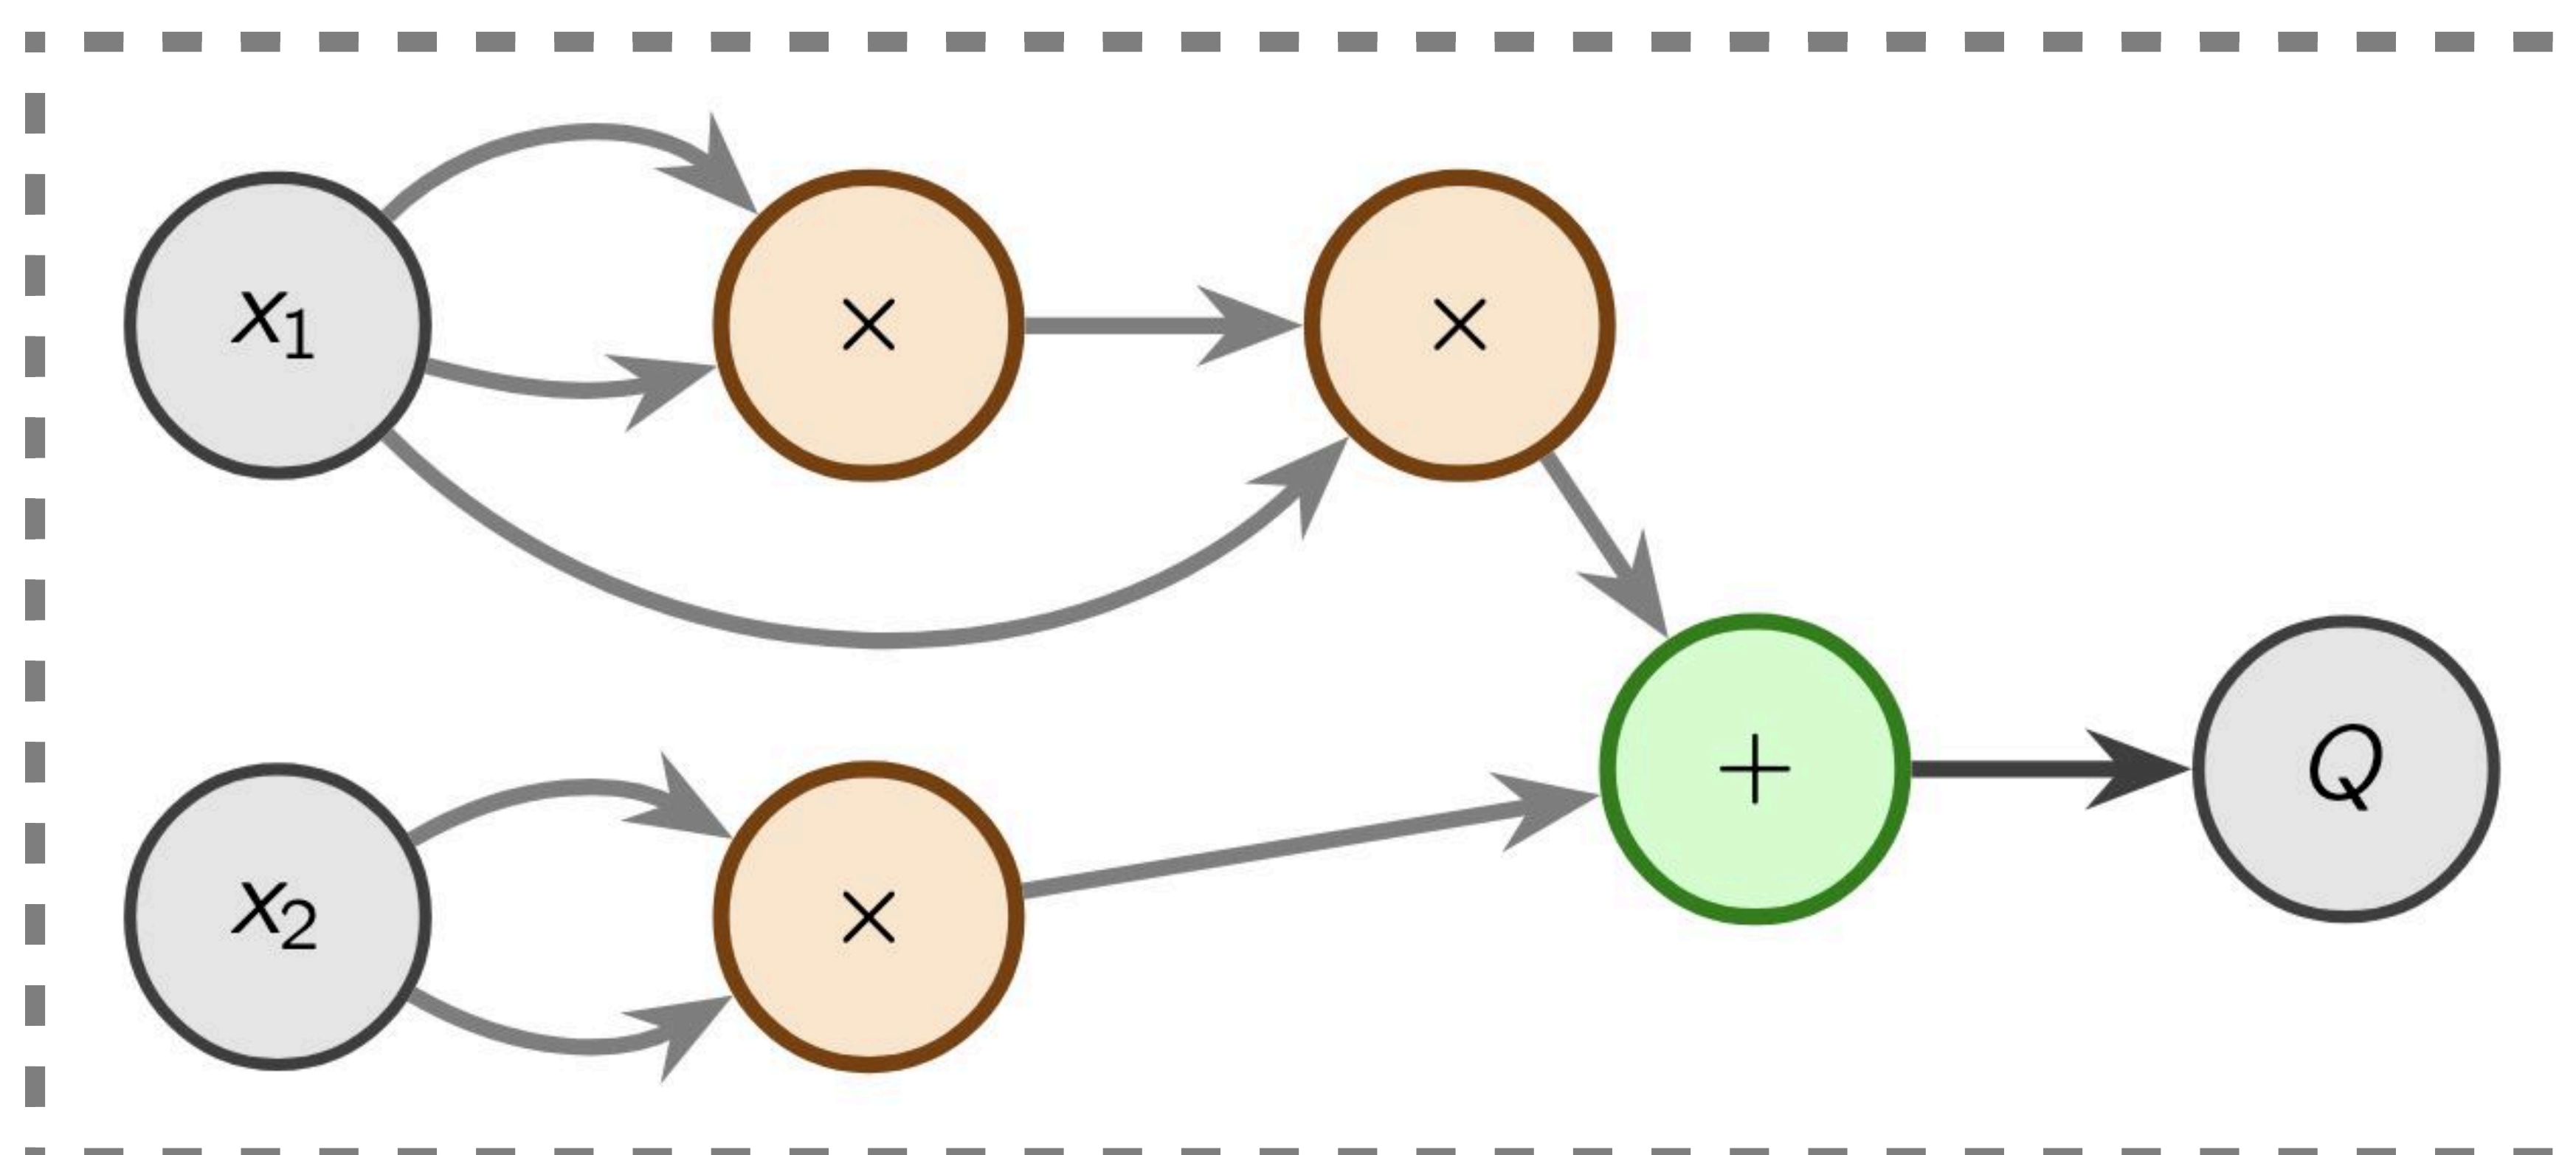 x₁ × ×
+ Q
x₂ ×